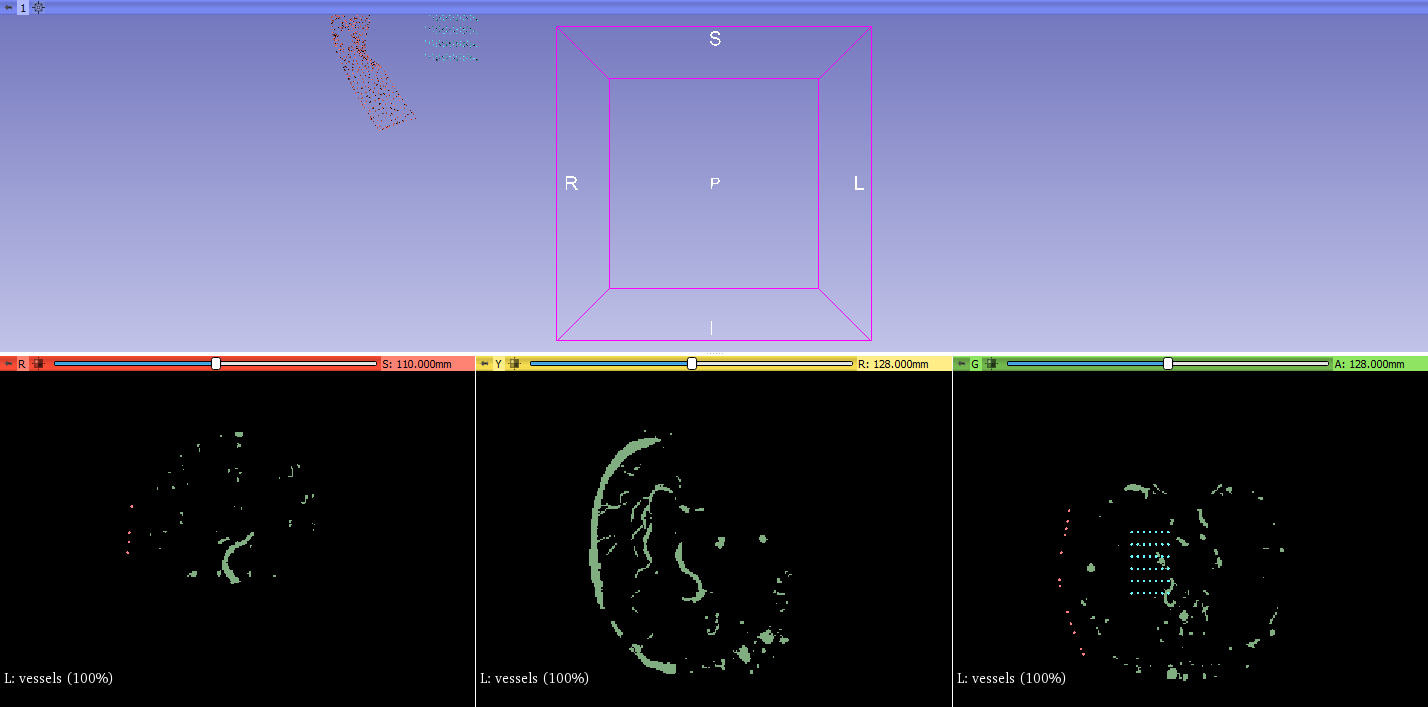 1
S
R
P
L
I
R
S: 110.000mm
Y
R: 128.000mm
G
A: 128.000mm
L: vessels (100%)
L: vessels (100%)
L: vessels (100%)